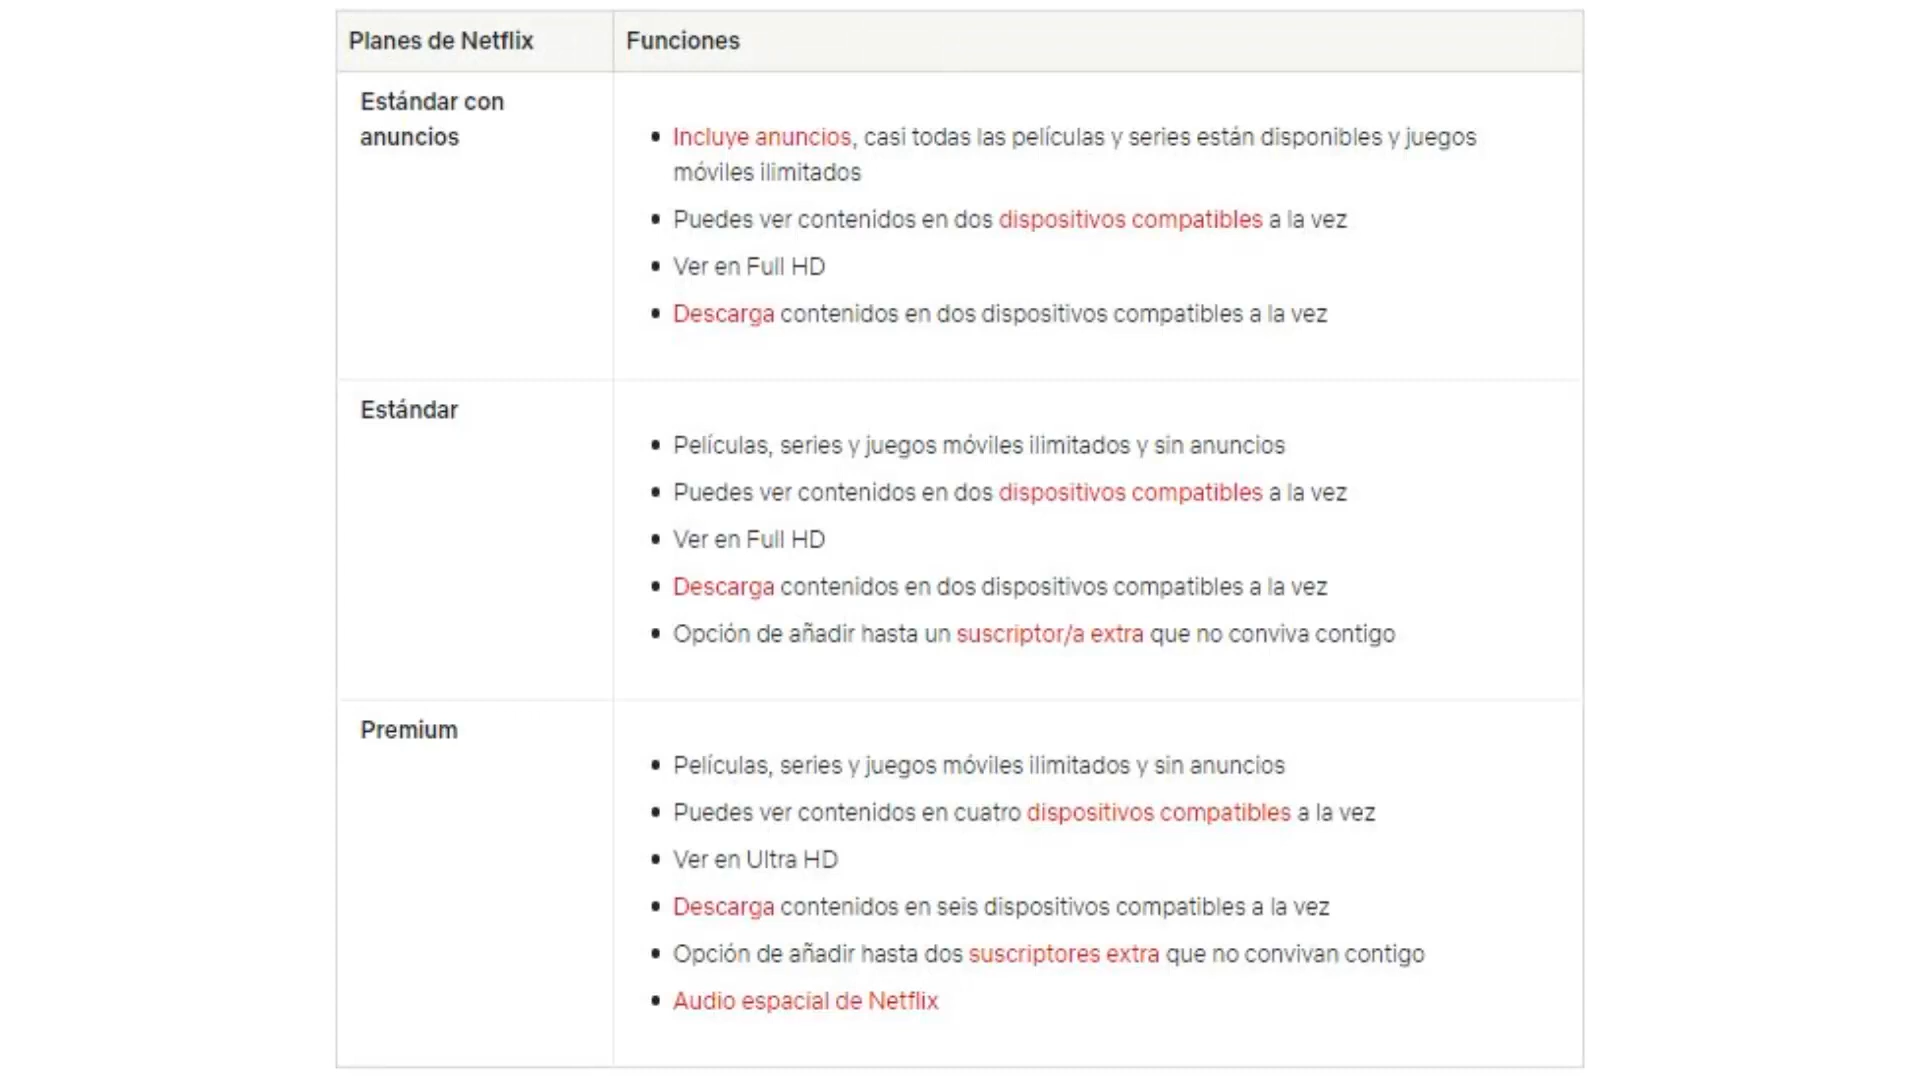 Planes de Netflix
Funciones
Estándar con
anuncios
Incluye anuncios, casi todas las películas y series están disponibles y juegos
móviles ilimitados
Puedes ver contenidos en dos dispositivos compatibles a la vez
Ver en Full HD
Descarga contenidos en dos dispositivos compatibles a la vez
Estándar
Películas, series y juegos móviles ilimitados y sin anuncios
Puedes ver contenidos en dos dispositivos compatibles a la vez
Ver en Full HD
Descarga contenidos en dos dispositivos compatibles a la vez
Opción de añadir hasta un suscriptor/a extra que no conviva contigo
Premium
Películas, series y juegos móviles ilimitados y sin anuncios
Puedes ver contenidos en cuatro dispositivos compatibles a la vez
Ver en Ultra HD
Descarga contenidos en seis dispositivos compatibles a la vez
Opción de añadir hasta dos suscriptores extra que no convivan contigo
Audio espacial de Netflix